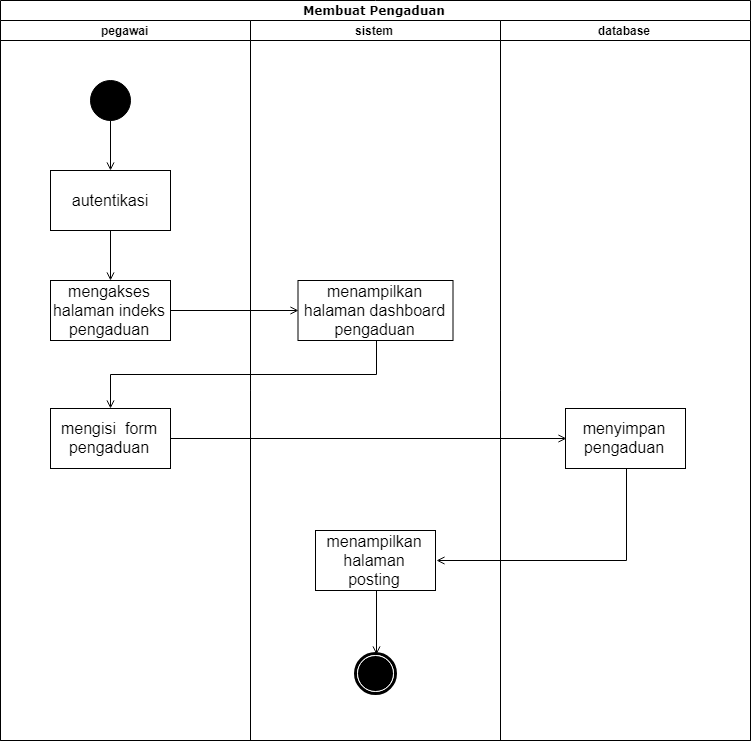 Membuat Pengaduan
pegawai
sistem
database
autentikasi
mengakses
halaman indeks
pengaduan
menampilkan
halaman dashboard
pengaduan
mengisi  form
pengaduan
menyimpan
pengaduan
menampilkan
halaman
posting